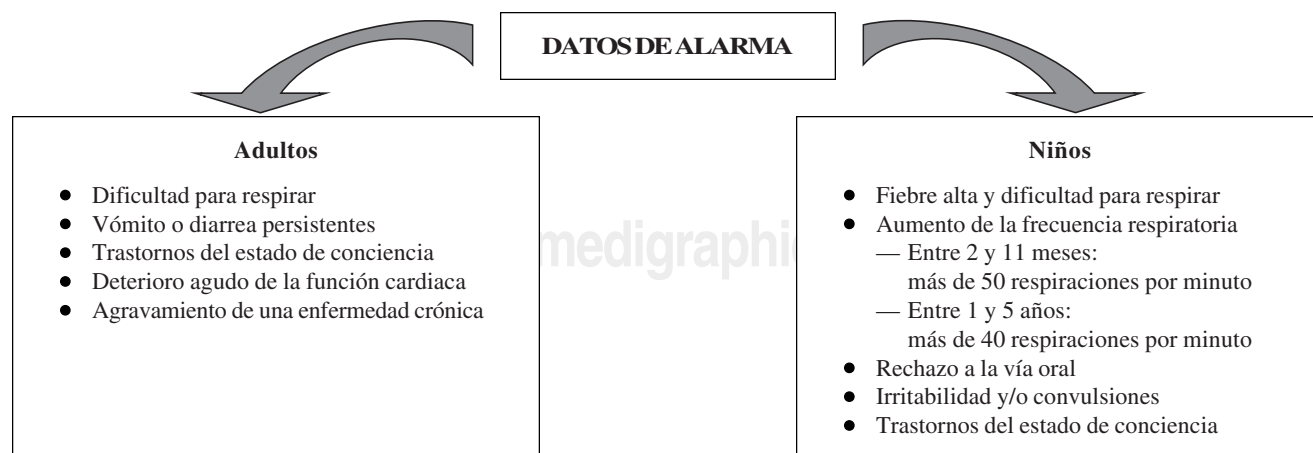 DATOS DE ALARMA
Adultos
● Dificultad para respirar
● Vómito o diarrea persistentes
● Trastornos del estado de conciencia
● Deterioro agudo de la función cardiaca
● Agravamiento de una enfermedad crónica
Niños
● Fiebre alta y dificultad para respirar
● Aumento de la frecuencia respiratoria
— Entre 2 y 11 meses:
más de 50 respiraciones por minuto
— Entre 1 y 5 años:
más de 40 respiraciones por minuto
● Rechazo a la vía oral
● Irritabilidad y/o convulsiones
● Trastornos del estado de conciencia
medigraphic